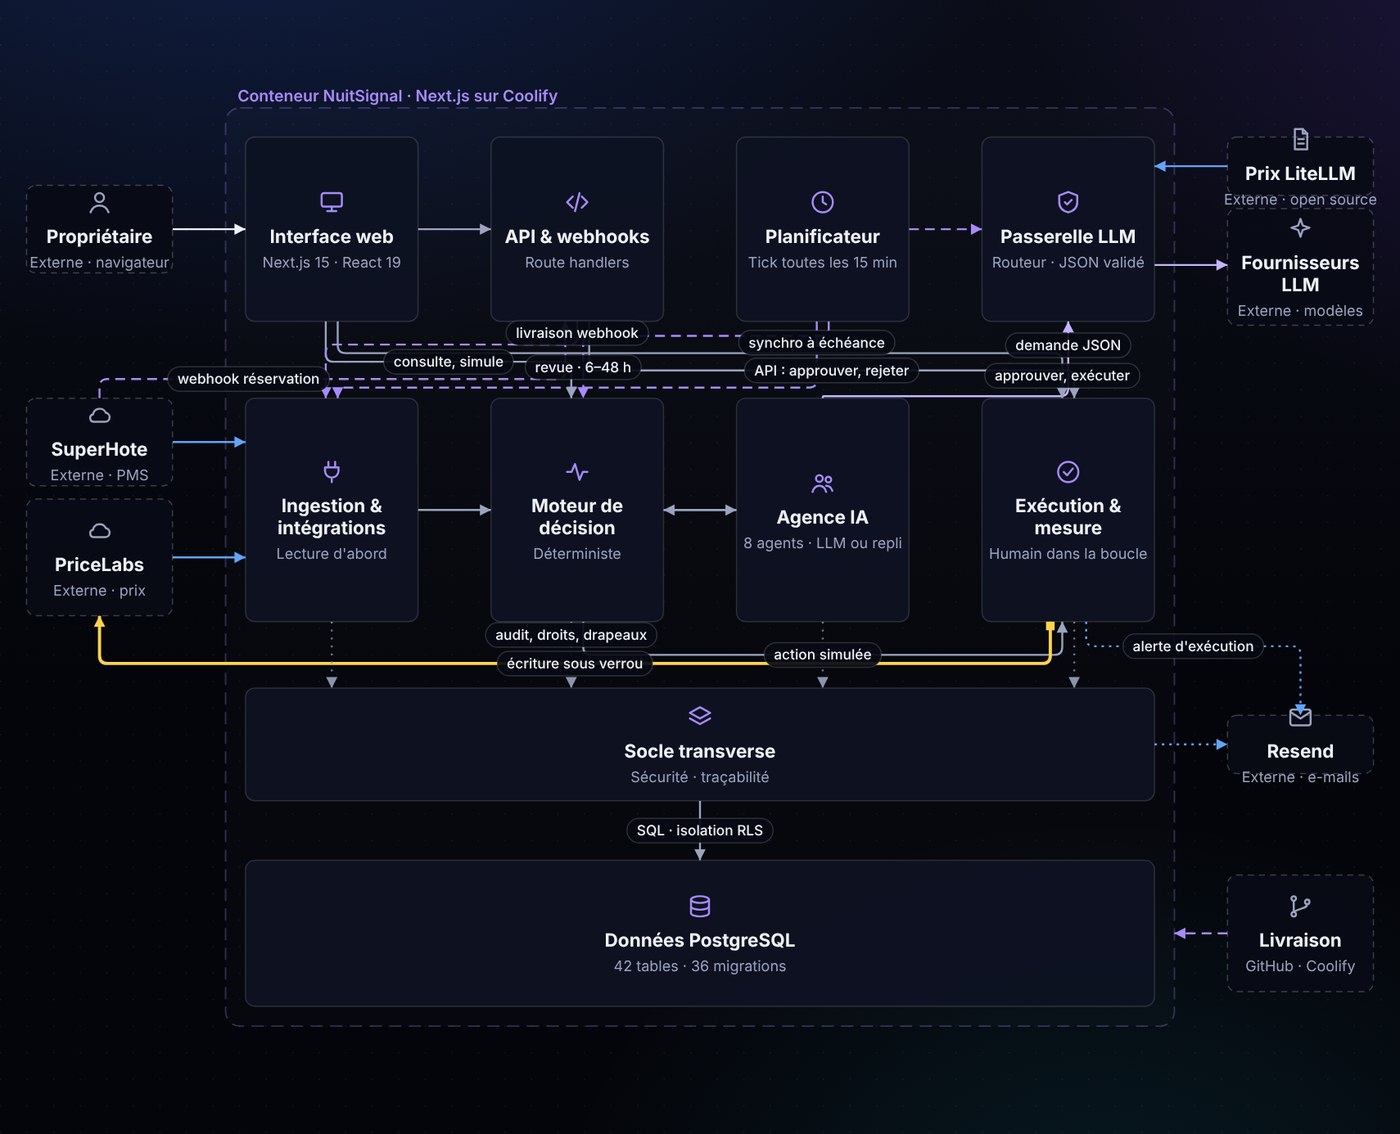 Conteneur NuitSignal · Next.js sur Coolify
Propriétaire
Externe · navigateur
Interface web
Next.js 15 · React 19
API & webhooks
Route handlers
Planificateur
Tick toutes les 15 min
Passerelle LLM
Routeur · JSON validé
Prix LiteLLM
Externe · open source
Fournisseurs
LLM
Externe · modèles
livraison webhook
synchro à échéance
demande JSON
consulte, simule
revue · 6–48 h
API : approuver, rejeter
approuver, exécuter
webhook réservation
SuperHote
Externe · PMS
PriceLabs
Externe · prix
Ingestion &
intégrations
Lecture d'abord
Moteur de
décision
Déterministe
Agence IA
8 agents · LLM ou repli
Exécution &
mesure
Humain dans la boucle
audit, droits, drapeaux
écriture sous verrou
action simulée
alerte d'exécution
Socle transverse
Sécurité · traçabilité
Resend
Externe · e-mails
SQL · isolation RLS
Données PostgreSQL
42 tables · 36 migrations
Livraison
GitHub · Coolify